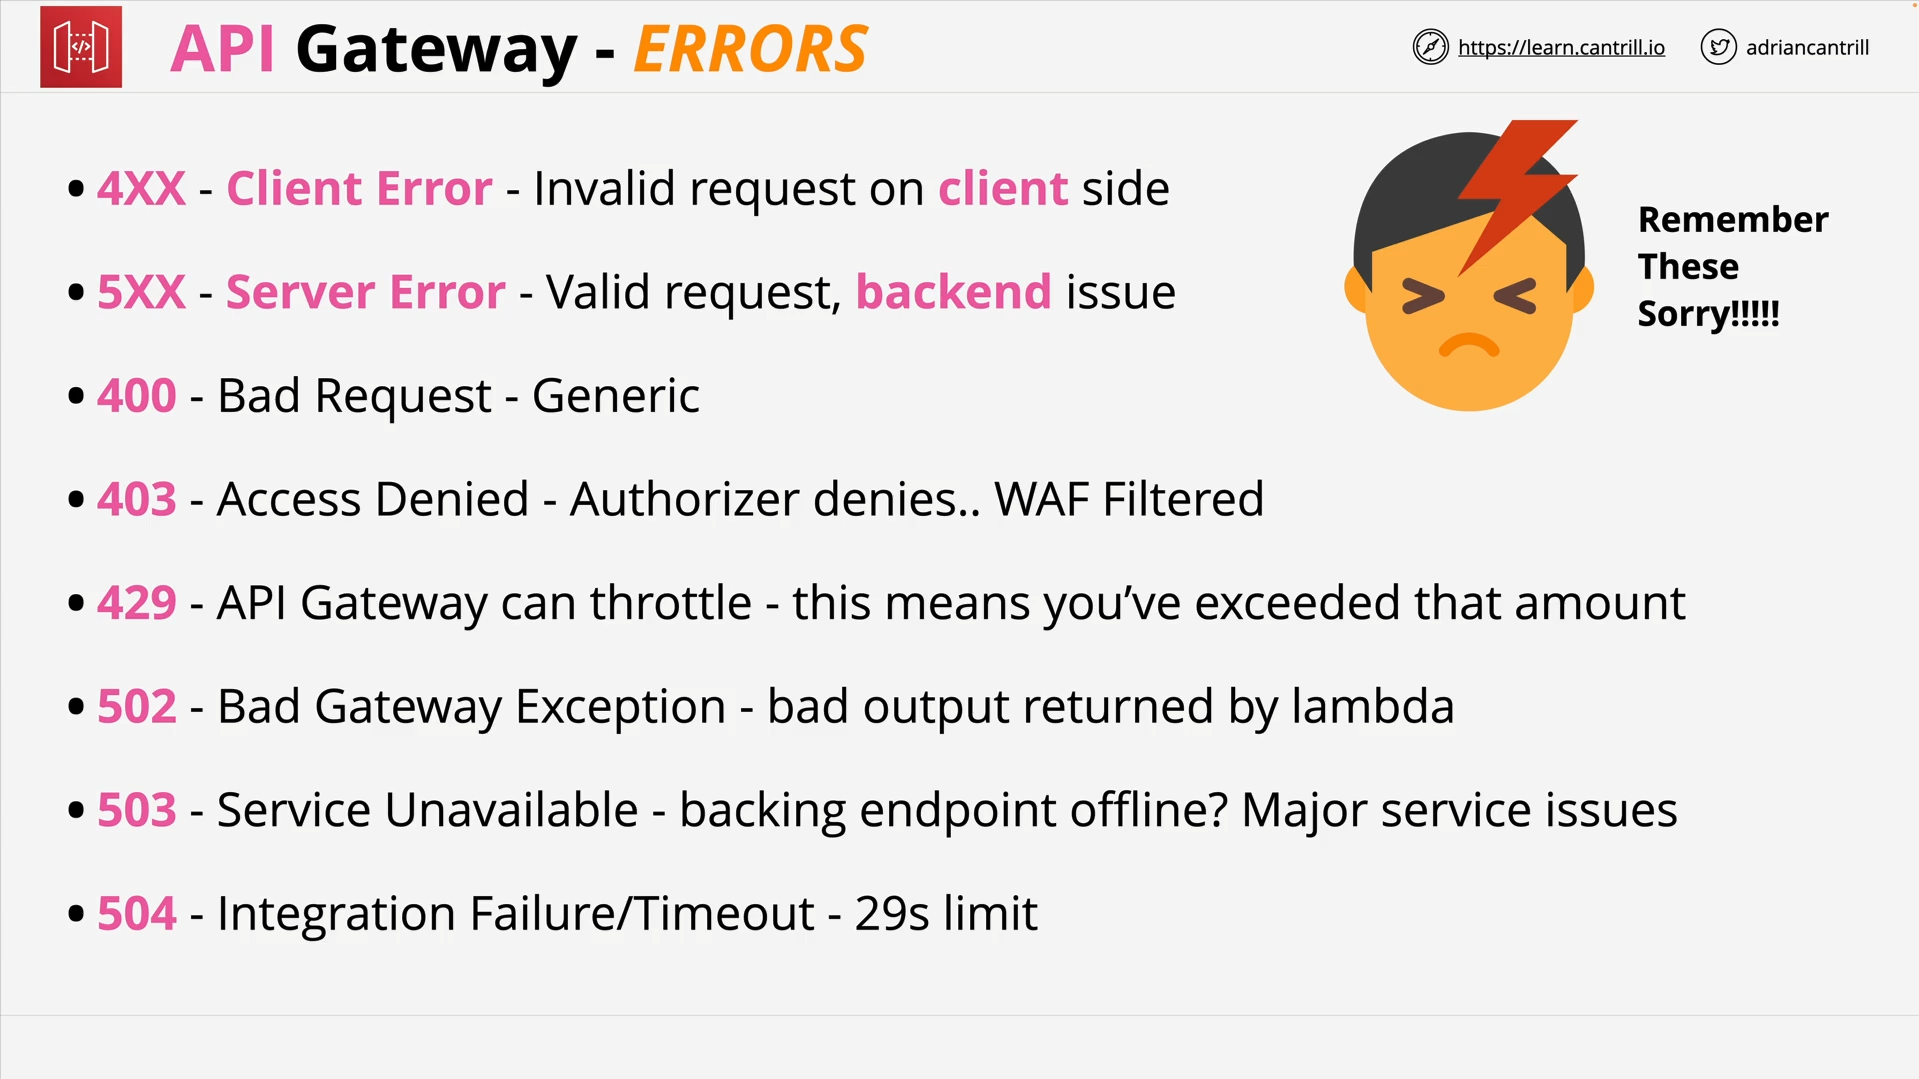 API Gateway - ERRORS
https://learn.cantrill.io
adriancantrill
• 4XX - Client Error - Invalid request on client side
• 5XX - Server Error - Valid request, backend issue
• 400 - Bad Request - Generic
• 403 - Access Denied - Authorizer denies.. WAF Filtered
• 429 - API Gateway can throttle - this means you’ve exceeded that amount
• 502 - Bad Gateway Exception - bad output returned by lambda
• 503 - Service Unavailable - backing endpoint offline? Major service issues
• 504 - Integration Failure/Timeout - 29s limit
Remember
These
Sorry!!!!!